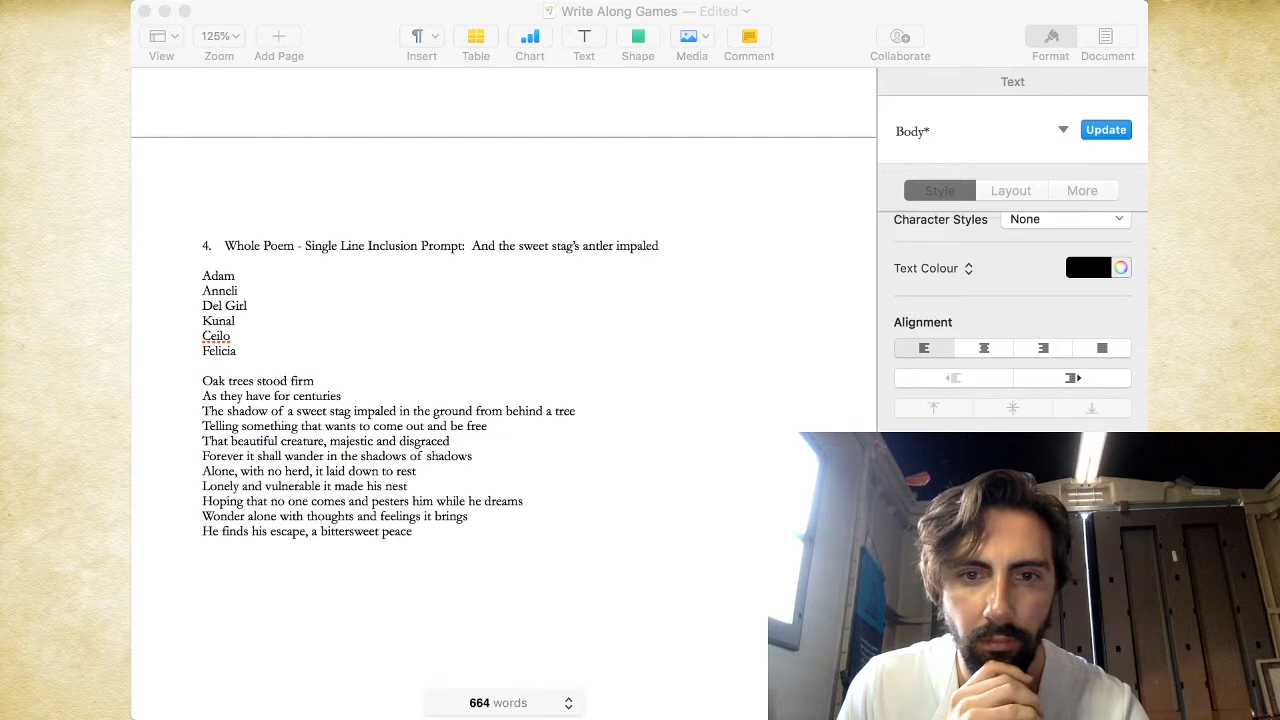 Write Along Games — Edited
125%
View
Zoom
Add Page
Insert
Table
Chart
Text
Shape
Media
Comment
Collaborate
Format
Document
Text
Body*
Update
Style
Layout
More
Character Styles
None
Text Colour
Alignment
4. Whole Poem - Single Line Inclusion Prompt: And the sweet stag's antler impaled
Adam
Anneli
Del Girl
Kunal
Ceilo
Felicia
Oak trees stood firm
As they have for centuries
The shadow of a sweet stag impaled in the ground from behind a tree
Telling something that wants to come out and be free
That beautiful creature, majestic and disgraced
Forever it shall wander in the shadows of shadows
Alone, with no herd, it laid down to rest
Lonely and vulnerable it made his nest
Hoping that no one comes and pesters him while he dreams
Wonder alone with thoughts and feelings it brings
He finds his escape, a bittersweet peace
664 words